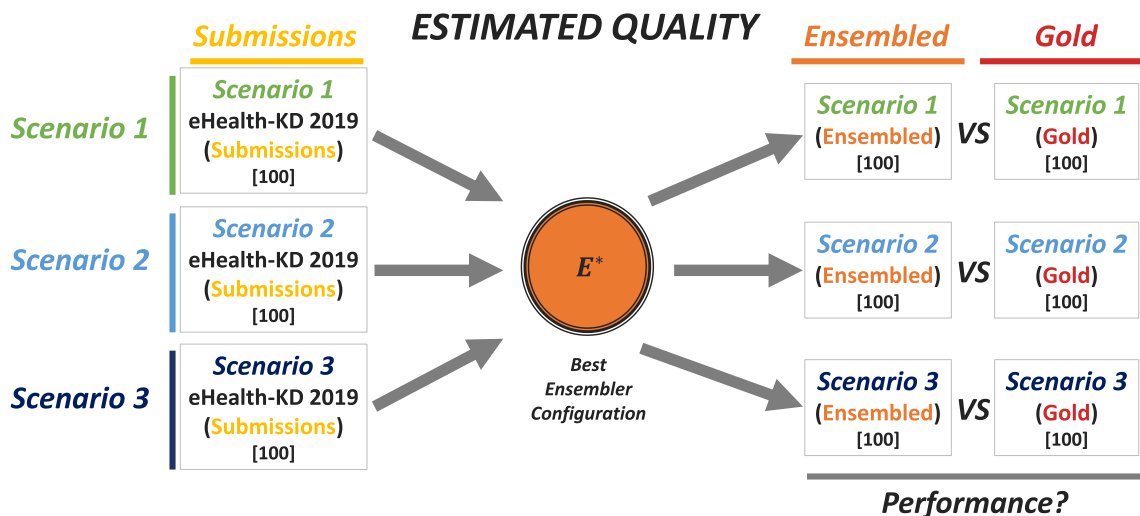 ESTIMATED QUALITY
Submissions
Ensembled
Gold
Scenario 1
Scenario 1
eHealth-KD 2019
(Submissions)
[100]
Scenario 1
(Ensembled)
[100]
VS
Scenario 1
(Gold)
[100]
Scenario 2
Scenario 2
eHealth-KD 2019
(Submissions)
[100]
E*
Best
Ensembler
Configuration
Scenario 2
(Ensembled)
[100]
VS
Scenario 2
(Gold)
[100]
Scenario 3
Scenario 3
eHealth-KD 2019
(Submissions)
[100]
Scenario 3
(Ensembled)
[100]
VS
Scenario 3
(Gold)
[100]
Performance?